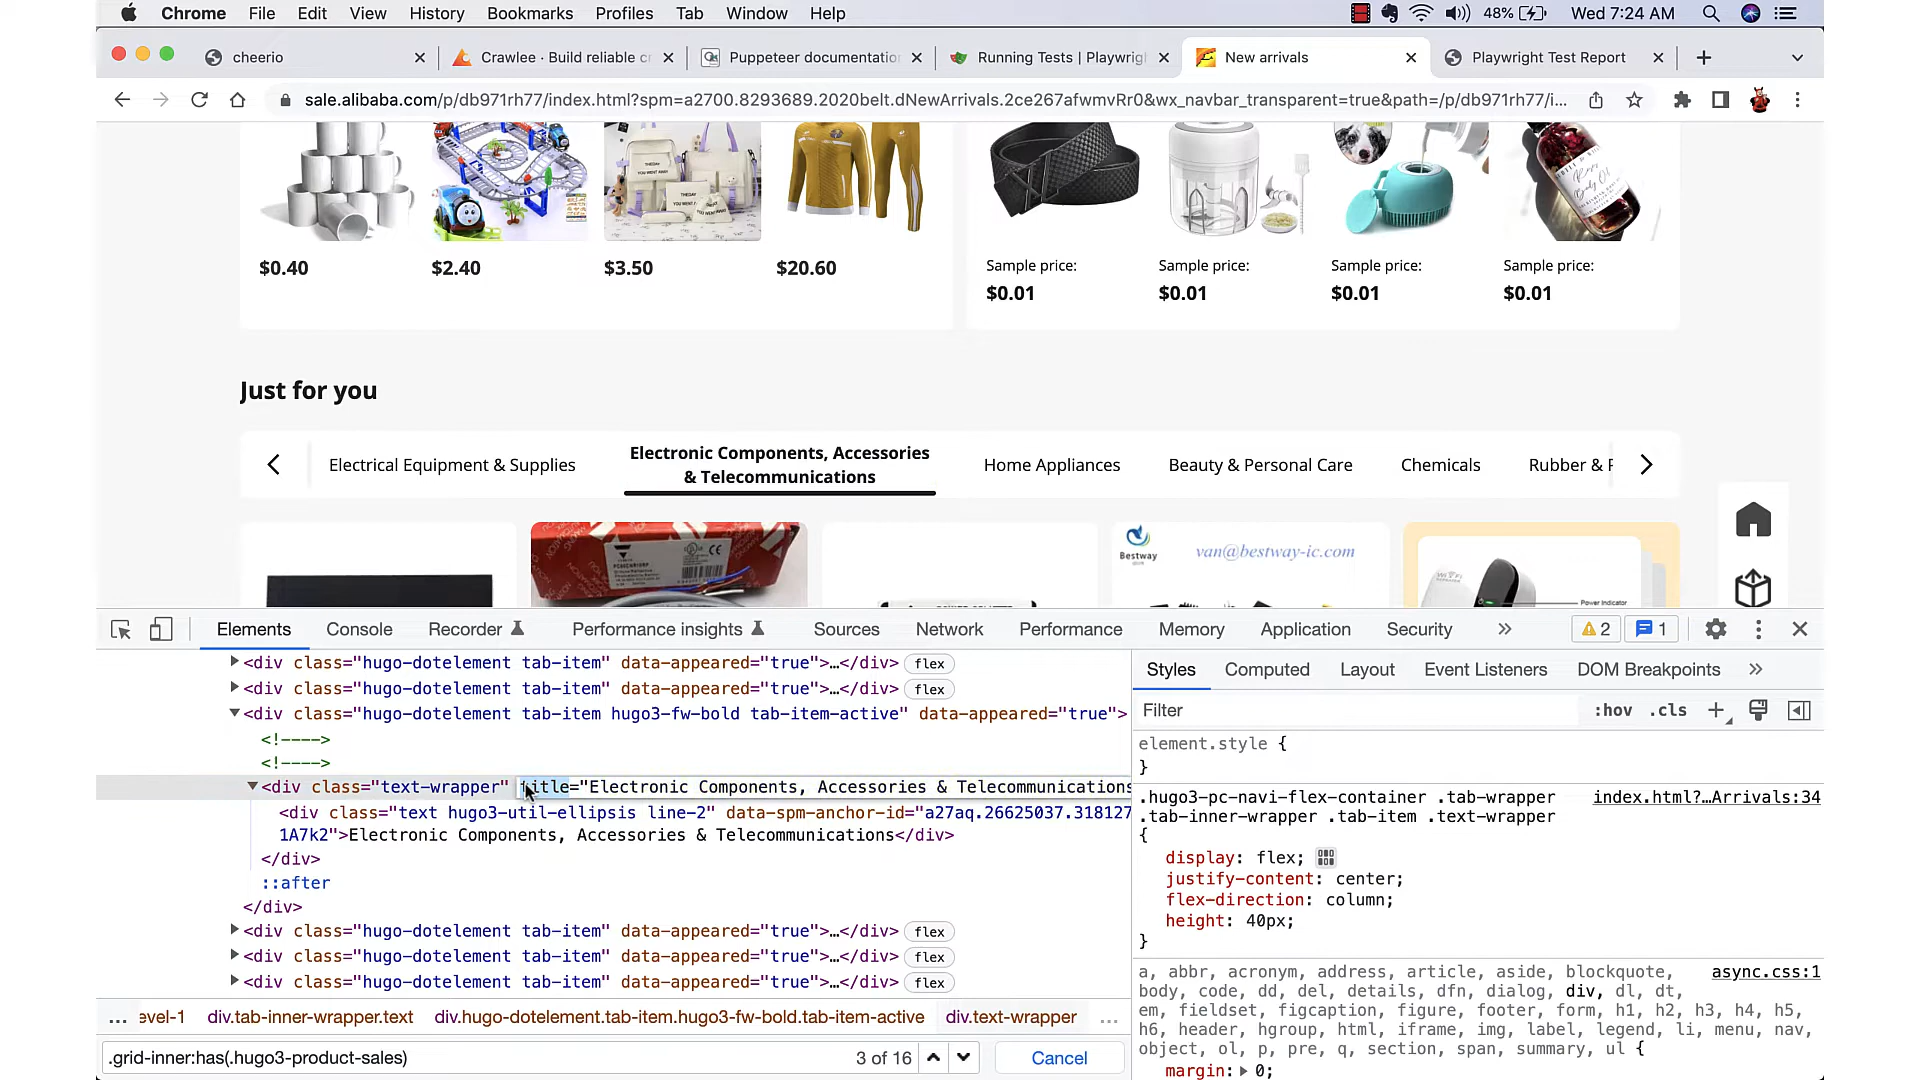 Chrome File Edit View History Bookmarks Profiles Tab Window Help 48% Wed 7:24 AM
cheerio Crawlee · Build reliable cr Puppeteer documentation Running Tests | Playwrigh New arrivals Playwright Test Report
sale.alibaba.com/p/db971rh77/index.html?spm=a2700.8293689.2020belt.dNewArrivals.2ce267afwmvRr0&wx_navbar_transparent=true&path=/p/db971rh77/i...
THEDAY
YOU WENT AWAY
$0.40 $2.40 $3.50 $20.60
Sample price: Sample price: Sample price: Sample price:
$0.01 $0.01 $0.01 $0.01
Just for you
Electrical Equipment & Supplies
Electronic Components, Accessories
& Telecommunications
Home Appliances Beauty & Personal Care Chemicals Rubber &
Bestway van@bestway-ic.com
Power Indicator
Elements Console Recorder Performance insights Sources Network Performance Memory Application Security » 2 1
<div class="hugo-dotelement tab-item" data-appeared="true">…</div> flex
<div class="hugo-dotelement tab-item" data-appeared="true">…</div> flex
<div class="hugo-dotelement tab-item hugo3-fw-bold tab-item-active" data-appeared="true">
<!---->
<!---->
<div class="text-wrapper" title="Electronic Components, Accessories & Telecommunications
<div class="text hugo3-util-ellipsis line-2" data-spm-anchor-id="a27aq.26625037.318127
1A7k2">Electronic Components, Accessories & Telecommunications</div>
</div>
::after
</div>
<div class="hugo-dotelement tab-item" data-appeared="true">…</div> flex
<div class="hugo-dotelement tab-item" data-appeared="true">…</div> flex
<div class="hugo-dotelement tab-item" data-appeared="true">…</div> flex
… evel-1 div.tab-inner-wrapper.text div.hugo-dotelement.tab-item.hugo3-fw-bold.tab-item-active div.text-wrapper …
.grid-inner:has(.hugo3-product-sales) 3 of 16 Cancel
Styles Computed Layout Event Listeners DOM Breakpoints »
Filter :hov .cls +
element.style {
}
.hugo3-pc-navi-flex-container .tab-wrapper index.html?…Arrivals:34
.tab-inner-wrapper .tab-item .text-wrapper
{
display: flex;
justify-content: center;
flex-direction: column;
height: 40px;
}
a, abbr, acronym, address, article, aside, blockquote, async.css:1
body, code, dd, del, details, dfn, dialog, div, dl, dt,
em, fieldset, figcaption, figure, footer, form, h1, h2, h3, h4, h5,
h6, header, hgroup, html, iframe, img, label, legend, li, menu, nav,
object, ol, p, pre, q, section, span, summary, ul {
margin: 0;